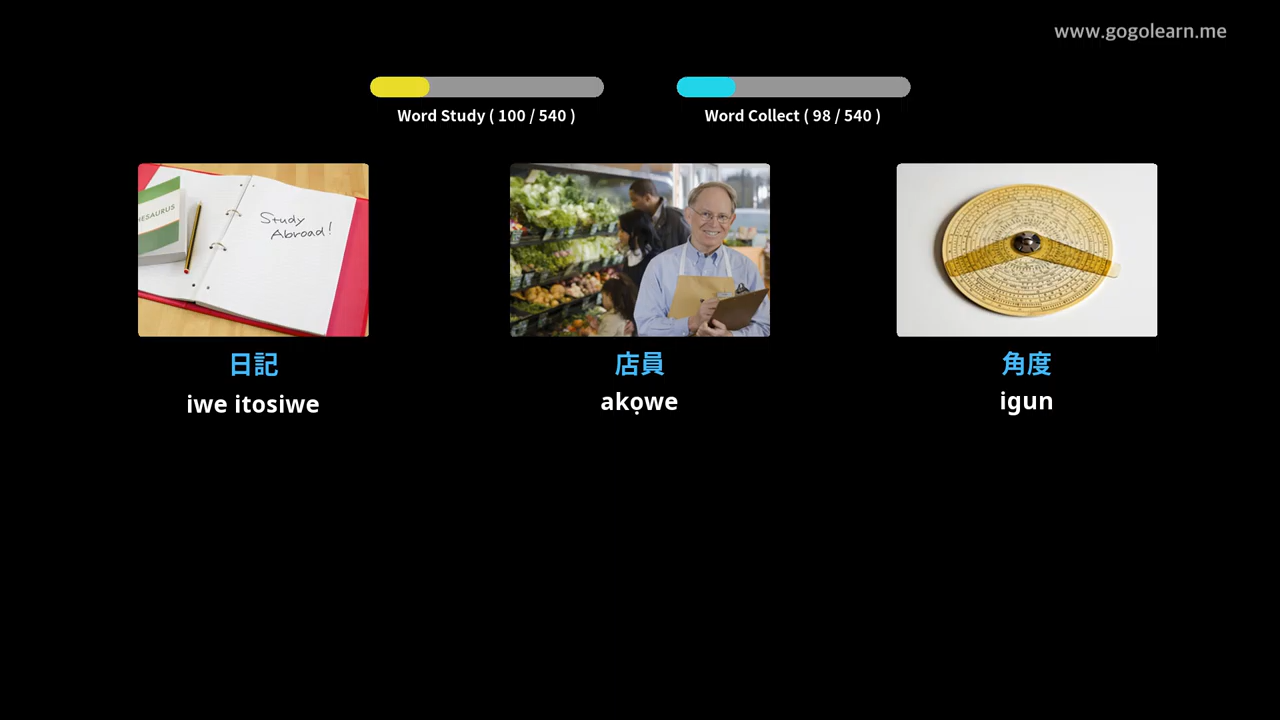 www.gogolearn.me
Word Study ( 100 / 540 )
Word Collect ( 98 / 540 )
HESAURUS
Study
Abroad!
日記
店員
角度
iwe itosiwe
akọwe
igun